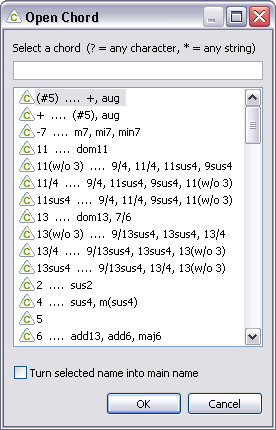 Open Chord
Select a chord (? = any character, * = any string)
(#5) .... +, aug
+ .... (#5), aug
-7 .... m7, mi7, min7
11 .... dom11
11(w/o 3) .... 9/4, 11/4, 11sus4, 9sus4
11/4 .... 9/4, 11sus4, 9sus4, 11(w/o 3)
11sus4 .... 9/4, 11/4, 9sus4, 11(w/o 3)
13 .... dom13, 7/6
13(w/o 3) .... 9/13sus4, 13sus4, 13/4
13/4 .... 9/13sus4, 13sus4, 13(w/o 3)
13sus4 .... 9/13sus4, 13/4, 13(w/o 3)
2 .... sus2
4 .... sus4, m(sus4)
5
6 .... add13, add6, maj6
Turn selected name into main name
OK Cancel